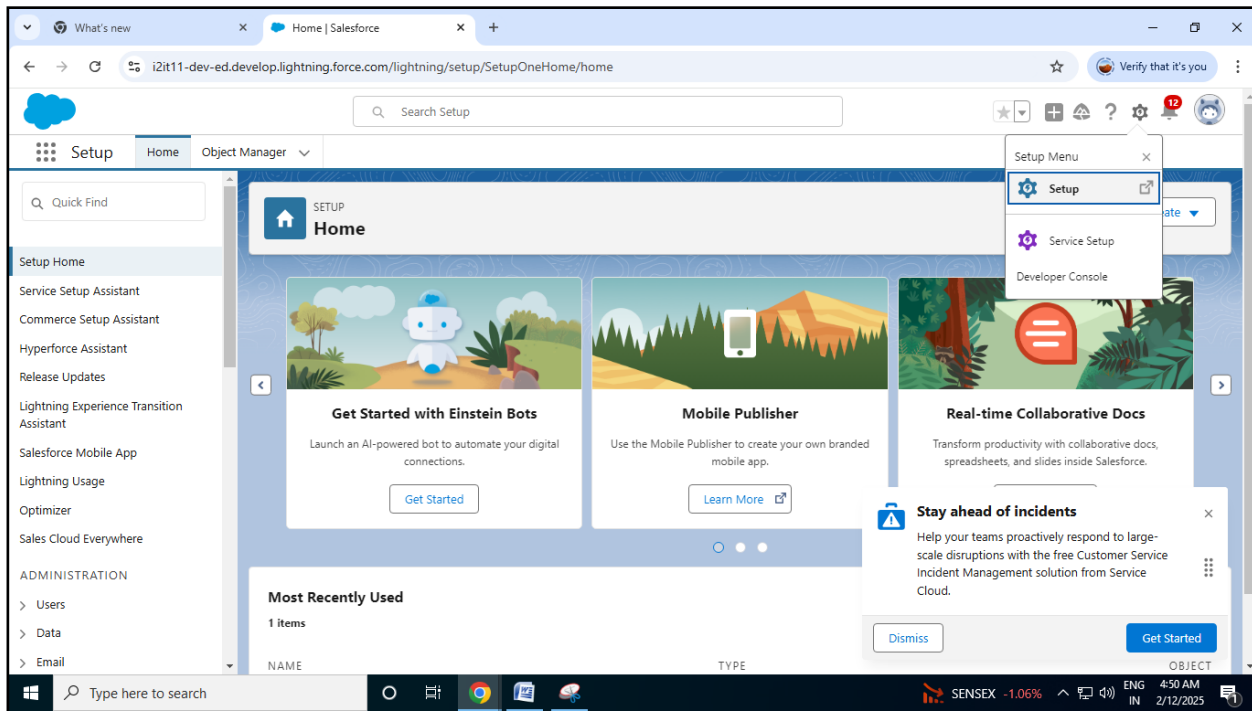 What's new
Home | Salesforce
i2it11-dev-ed.develop.lightning.force.com/lightning/setup/SetupOneHome/home
Verify that it's you
Search Setup
12
Setup
Home
Object Manager
Setup Menu
Setup
Service Setup
Developer Console
Quick Find
Setup Home
Service Setup Assistant
Commerce Setup Assistant
Hyperforce Assistant
Release Updates
Lightning Experience Transition
Assistant
Salesforce Mobile App
Lightning Usage
Optimizer
Sales Cloud Everywhere
ADMINISTRATION
Users
Data
Email
SETUP
Home
eate
Get Started with Einstein Bots
Launch an AI-powered bot to automate your digital
connections.
Get Started
Mobile Publisher
Use the Mobile Publisher to create your own branded
mobile app.
Learn More
Real-time Collaborative Docs
Transform productivity with collaborative docs,
spreadsheets, and slides inside Salesforce.
Stay ahead of incidents
Help your teams proactively respond to large-
scale disruptions with the free Customer Service
Incident Management solution from Service
Cloud.
Dismiss
Get Started
Most Recently Used
1 items
NAME
TYPE
OBJECT
Type here to search
SENSEX -1.06%
ENG
IN
4:50 AM
2/12/2025
1